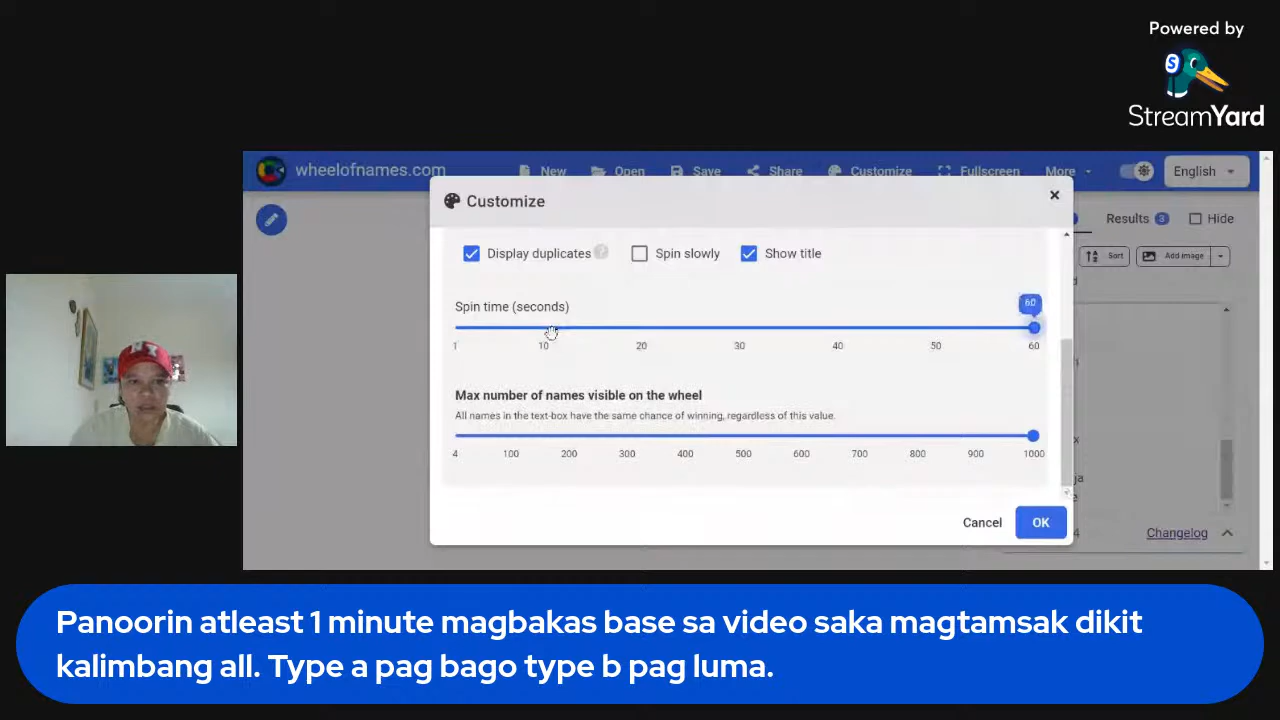 Powered by
S
StreamYard
wheelofnames.com New Open Save Share Customize Fullscreen More English
Customize
Results 3 Hide
Display duplicates ? Spin slowly Show title
Sort Add image
Spin time (seconds)
60
1 10 20 30 40 50 60
Max number of names visible on the wheel
All names in the text-box have the same chance of winning, regardless of this value.
4 100 200 300 400 500 600 700 800 900 1000
Cancel OK
Changelog
Panoorin atleast 1 minute magbakas base sa video saka magtamsak dikit
kalimbang all. Type a pag bago type b pag luma.